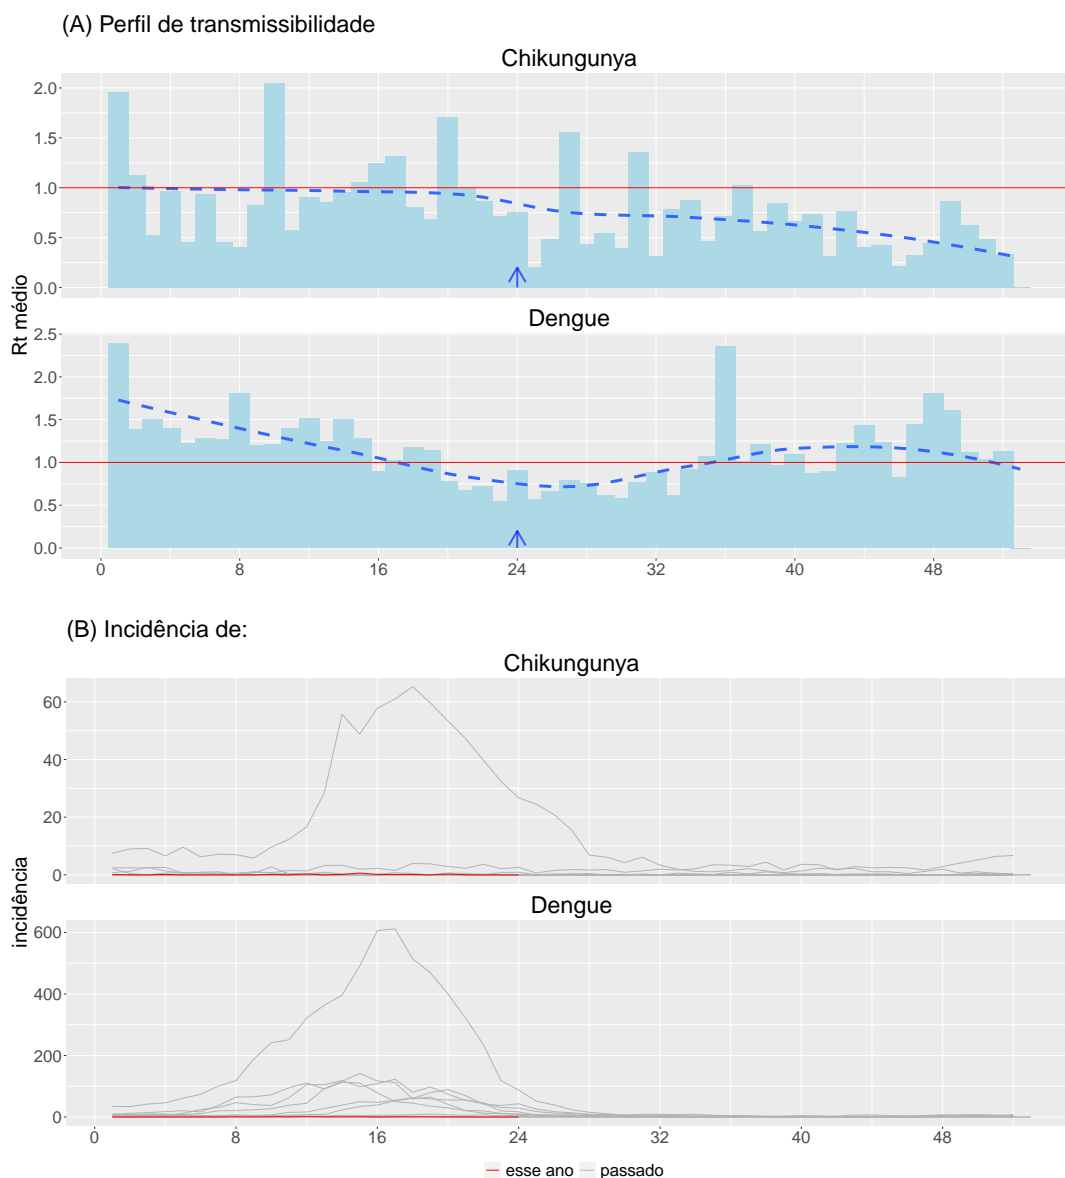 (A) Perfil de transmissibilidade
Chikungunya
2.0
1.5
1.0
0.5
0.0
Rt médio
Dengue
2.5
2.0
1.5
1.0
0.5
0.0
0 8 16 24 32 40 48
(B) Incidência de:
Chikungunya
60
40
20
0
incidência
Dengue
600
400
200
0
0 8 16 24 32 40 48
esse ano passado